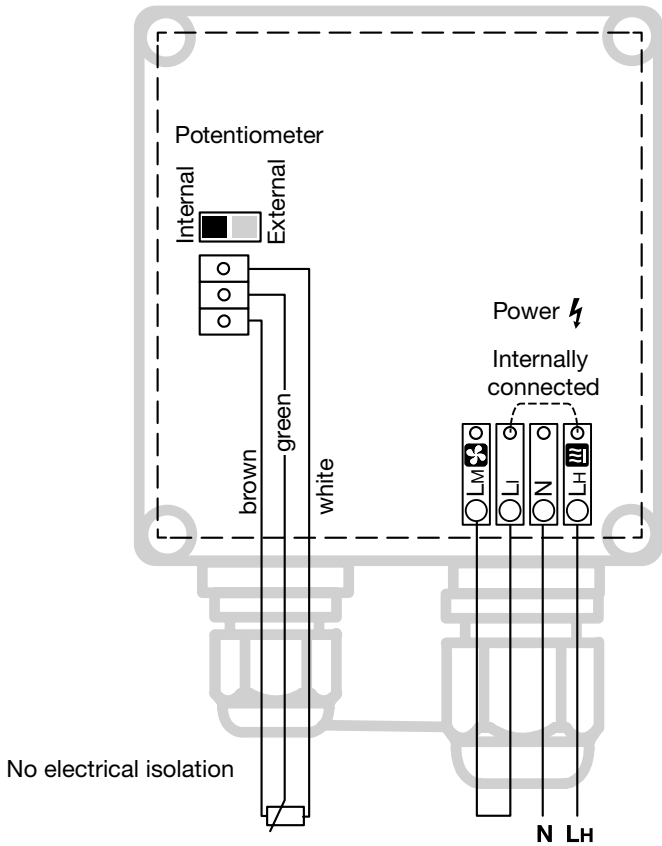 Potentiometer
Internal
External
Power
Internally
connected
brown
green
white
LM
LI
N
LH
No electrical isolation
N LH